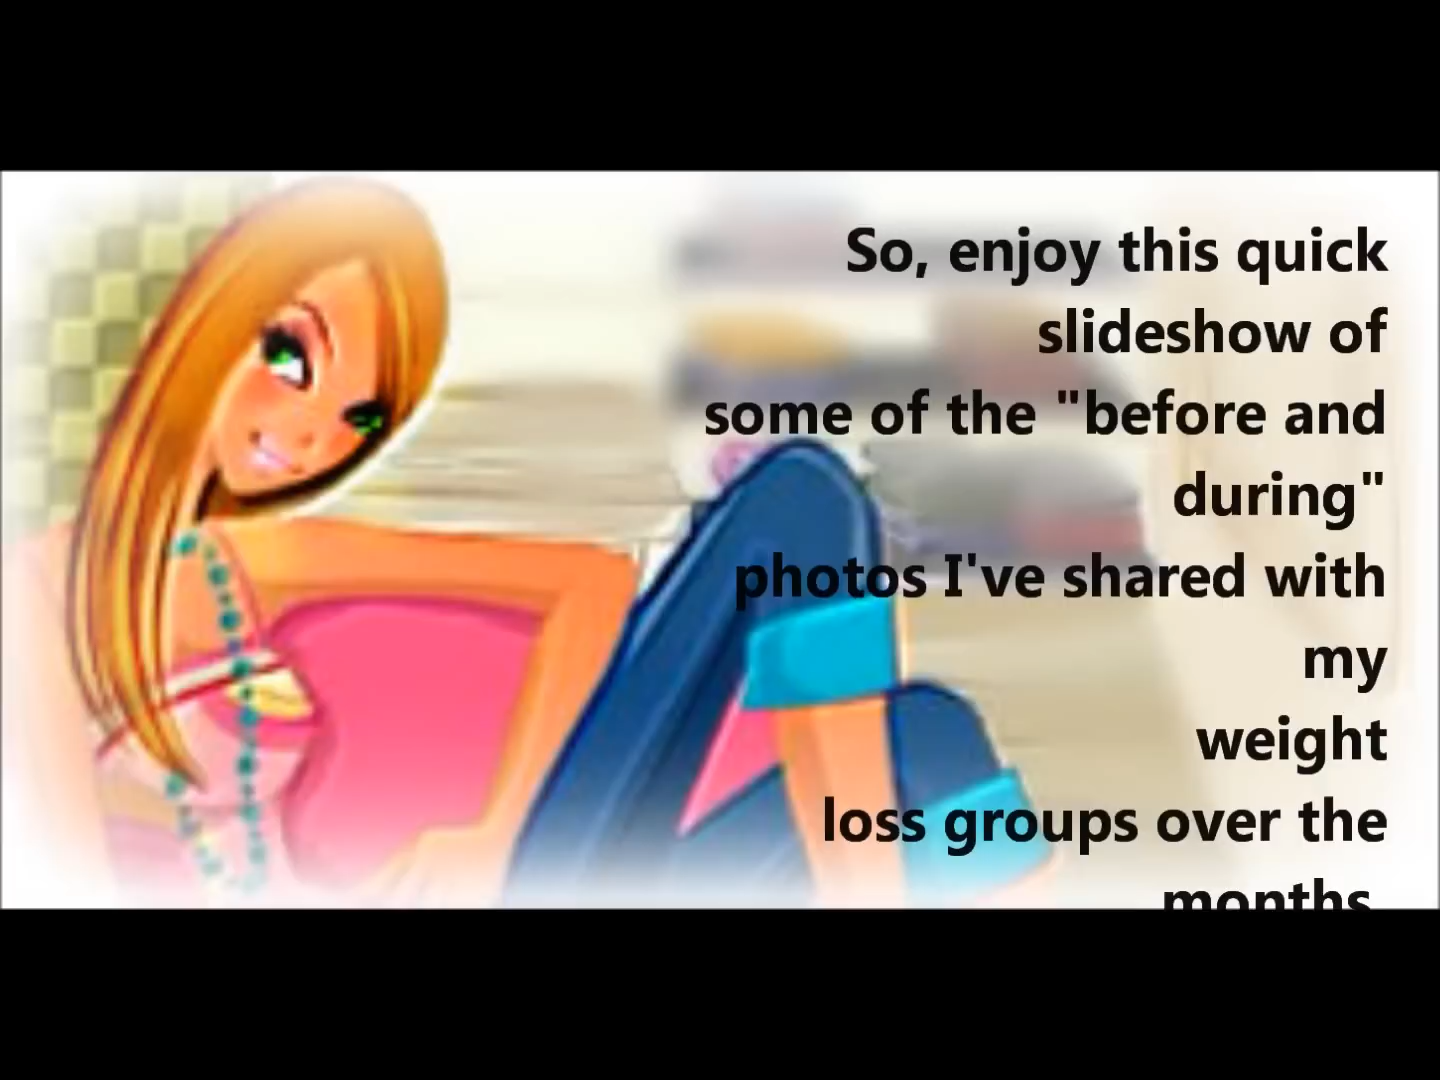 So, enjoy this quick
slideshow of
some of the "before and
during"
photos I've shared with
my
weight
loss groups over the
months.